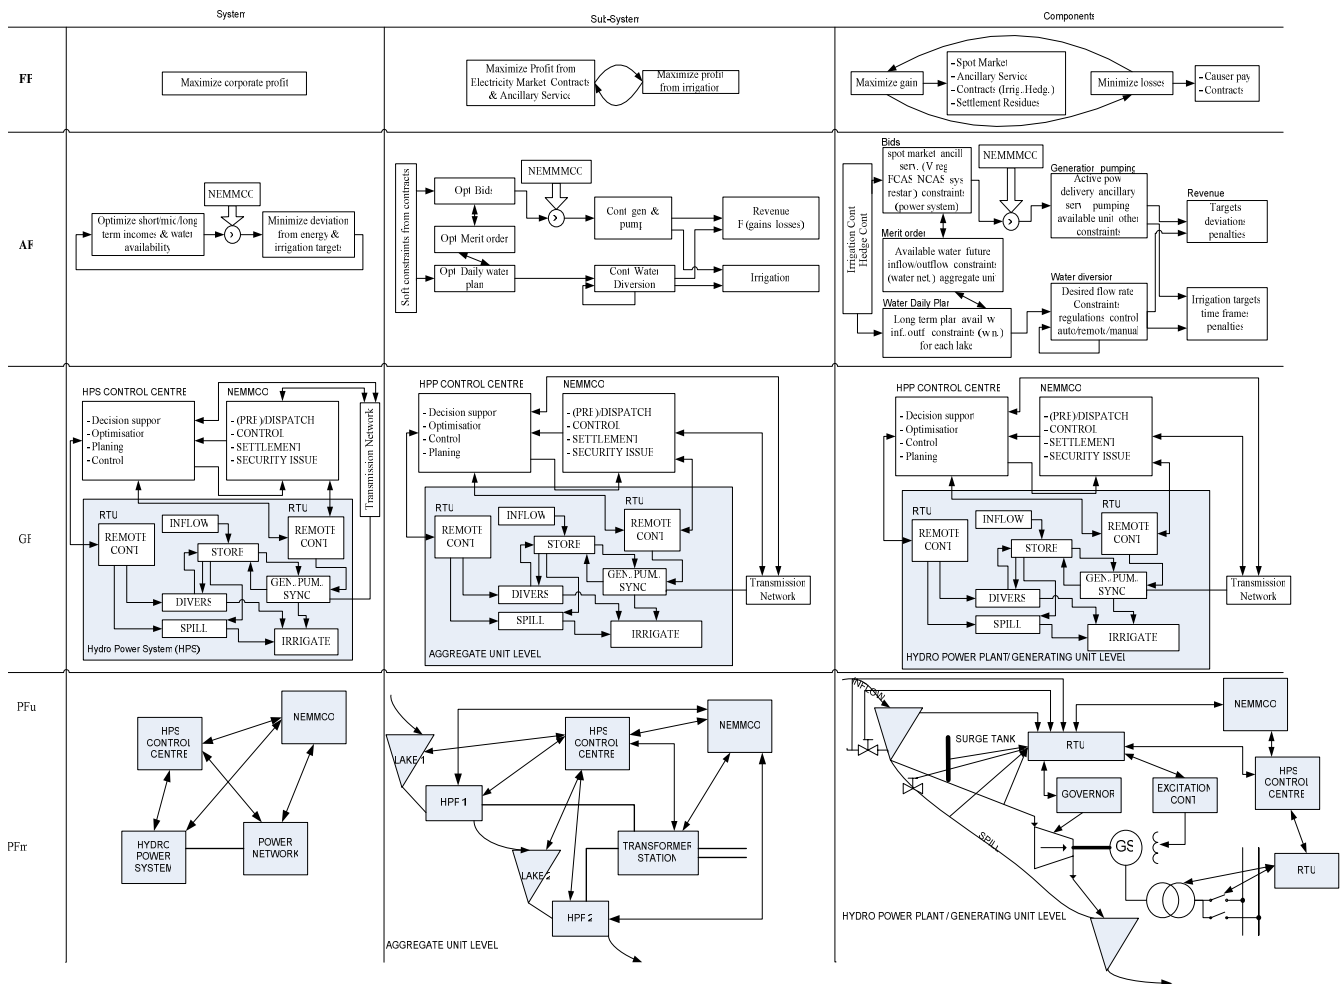 System
Sub-System
Components
FF
Maximize corporate profit
Maximize Profit from
Electricity Market, Contracts
& Ancillary Service
Maximize profit
from irrigation
Maximize gain
- Spot Market
- Ancillary Service
- Contracts (Irrig.,Hedg.)
- Settlement Residues
Minimize losses
- Causer pay
- Contracts
AF
Optimize short/mic/long
term incomes & water
availability
NEMMCO
Minimize deviation
from energy &
irrigation targets
Soft constraints from contracts
Opt Bids
Opt Merit order
Opt Daily water
plan
NEMMMCO
Cont gen &
pump
Cont Water
Diversion
Revenue
F (gains losses)
Irrigation
Irrigation Cont
Hedge Cont
Bids
spot market ancill
serv. (V reg
FCAS NCAS sys
restar) constraints
(power system)
Merit order
Available water future
inflow/outflow constraints
(water net.) aggregate uni
Water Daily Plan
Long term plan avail w
inf. outf constraints (w.n.)
for each lake
NEMMMCO
Generation pumping
Active pow
delivery ancillary
serv pumping
available unit other
constraints
Water diversior
Desired flow rate
Constraints
regulations control
auto/remote/manual
Revenue
Targets
deviations
penalties
Irrigation targets
time frames
penalties
GF
HPS CONTROL CENTRE
- Decision suppor
- Optimisation
- Planing
- Control
NEMMCO
- (PRE)/DISPATCH
- CONTROL
- SETTLEMENT
- SECURITY ISSUE
Transmission Network
RTU
REMOTE
CONT
INFLOW
STORE
RTU
REMOTE
CONT
GEN. PUM.
SYNC
DIVERS
SPILL
IRRIGATE
Hydro Power System (HPS)
HPP CONTROL CENTRE
- Decision suppor
- Optimisation
- Control
- Planing
NEMMCO
- (PRE)/DISPATCH
- CONTROL
- SETTLEMENT
- SECURITY ISSUE
RTU
REMOTE
CONT
INFLOW
STORE
RTU
REMOTE
CONT
GEN. PUM.
SYNC
DIVERS
SPILL
IRRIGATE
Transmission
Network
AGGREGATE UNIT LEVEL
HPP CONTROL CENTRE
- Decision suppor
- Optimisation
- Control
- Planing
NEMMCO
- (PRE)/DISPATCH
- CONTROL
- SETTLEMENT
- SECURITY ISSUE
RTU
REMOTE
CONT
INFLOW
STORE
RTU
REMOTE
CONT
GEN. PUM.
SYNC
DIVERS
SPILL
IRRIGATE
Transmission
Network
HYDRO POWER PLANT/GENERATING UNIT LEVEL
PFu
PFm
HPS
CONTROL
CENTRE
NEMMCO
HYDRO
POWER
SYSTEM
POWER
NETWORK
LAKE 1
HPF 1
HPS
CONTROL
CENTRE
NEMMCO
LAKE 2
TRANSFORMER
STATION
HPF 2
AGGREGATE UNIT LEVEL
INFLOW
SURGE TANK
RTU
NEMMCO
HPS
CONTROL
CENTRE
GOVERNOR
EXCITATION
CONT
SPILL
GS
RTU
HYDRO POWER PLANT / GENERATING UNIT LEVEL